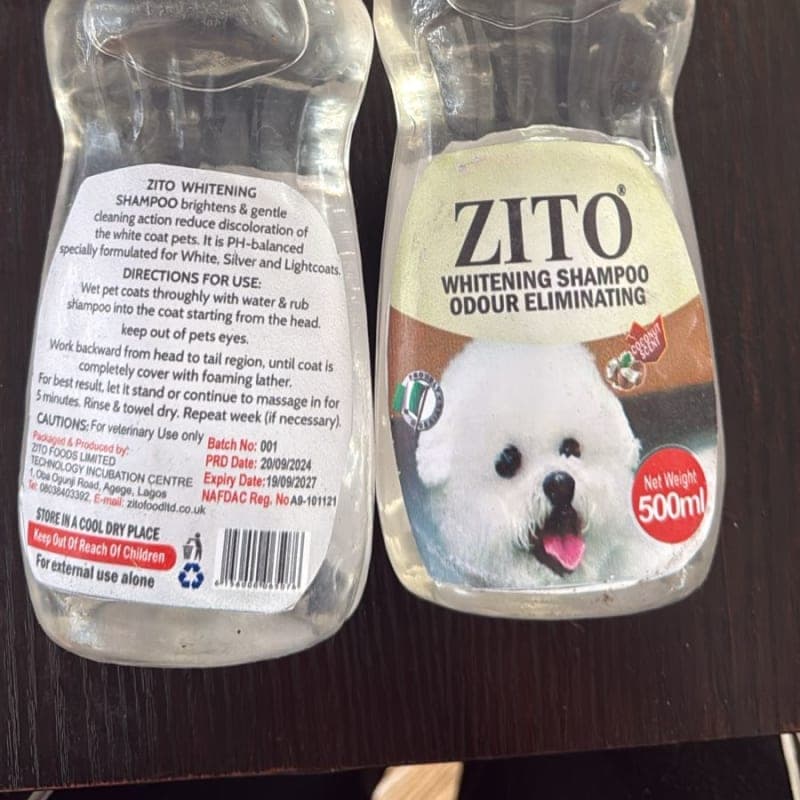 ZITO WHITENING
SHAMPOO brightens & gentle
cleaning action reduce discoloration of
the white coat pets. It is PH-balanced
specially formulated for White, Silver and Lightcoats.
DIRECTIONS FOR USE:
Wet pet coats throughly with water & rub
shampoo into the coat starting from the head.
keep out of pets eyes.
Work backward from head to tail region, until coat is
completely cover with foaming lather.
For best result, let it stand or continue to massage in for
5 minutes. Rinse & towel dry. Repeat week (if necessary).
CAUTIONS: For veterinary Use only
Packaged & Produced by:
ZITO FOODS LIMITED
TECHNOLOGY INCUBATION CENTRE
1, Oba Ogunji Road, Agege, Lagos
Tel: 08038403392, E-mail: zitofoodltd.co.uk
Batch No: 001
PRD Date: 20/09/2024
Expiry Date: 19/09/2027
NAFDAC Reg. No A9-101121
STORE IN A COOL DRY PLACE
Keep Out Of Reach Of Children
For external use alone
ZITO®
WHITENING SHAMPOO
ODOUR ELIMINATING
COCONUT
SCENT
Net Weight
500ml